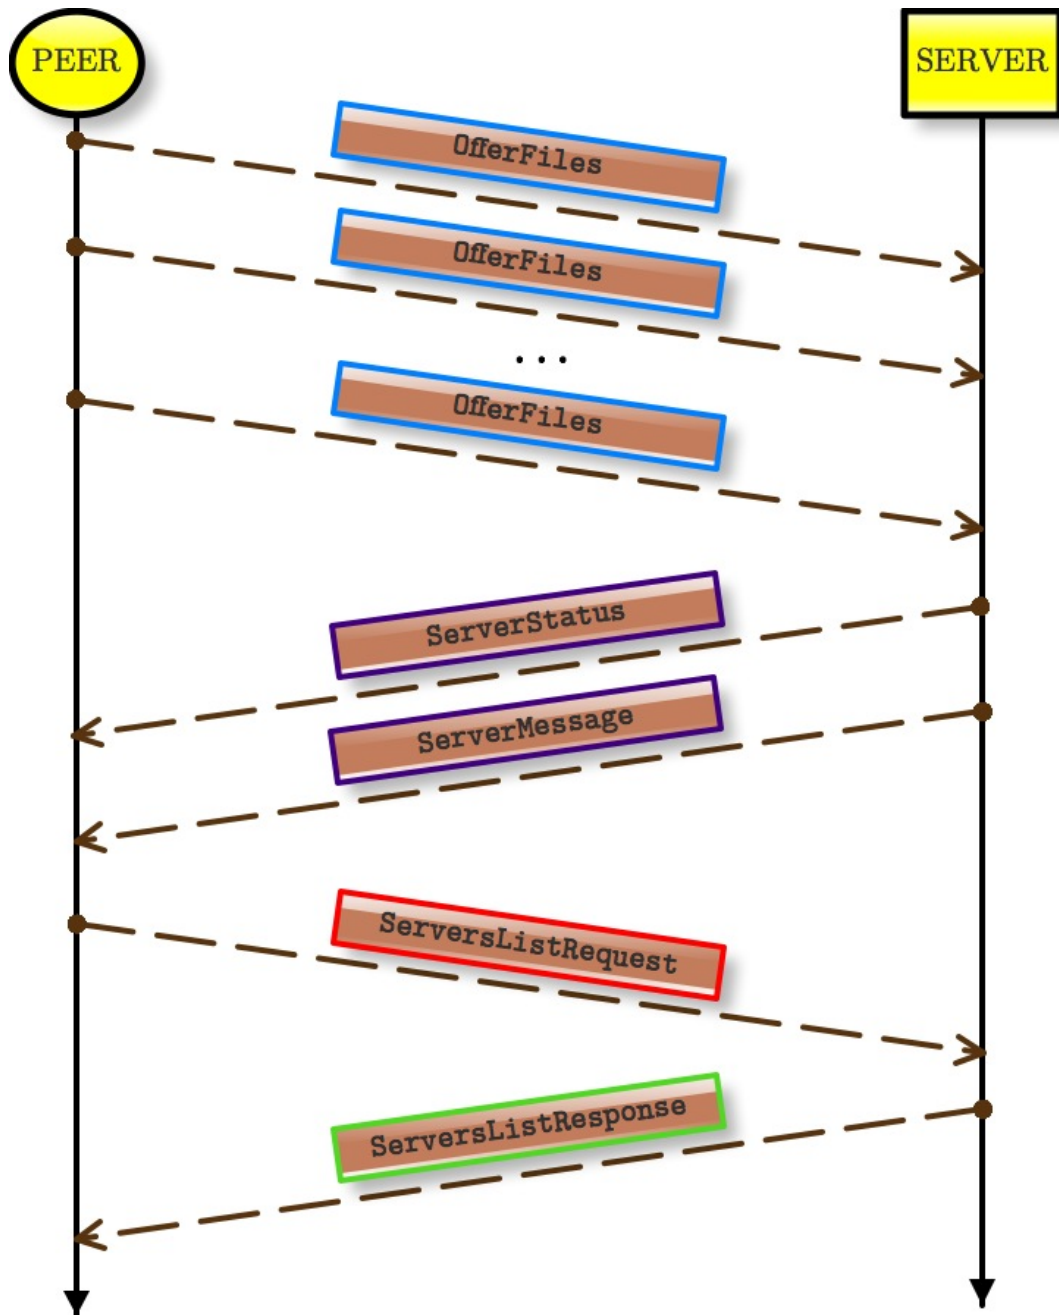 PEER
SERVER
OfferFiles
OfferFiles
...
OfferFiles
ServerStatus
ServerMessage
ServersListRequest
ServersListResponse